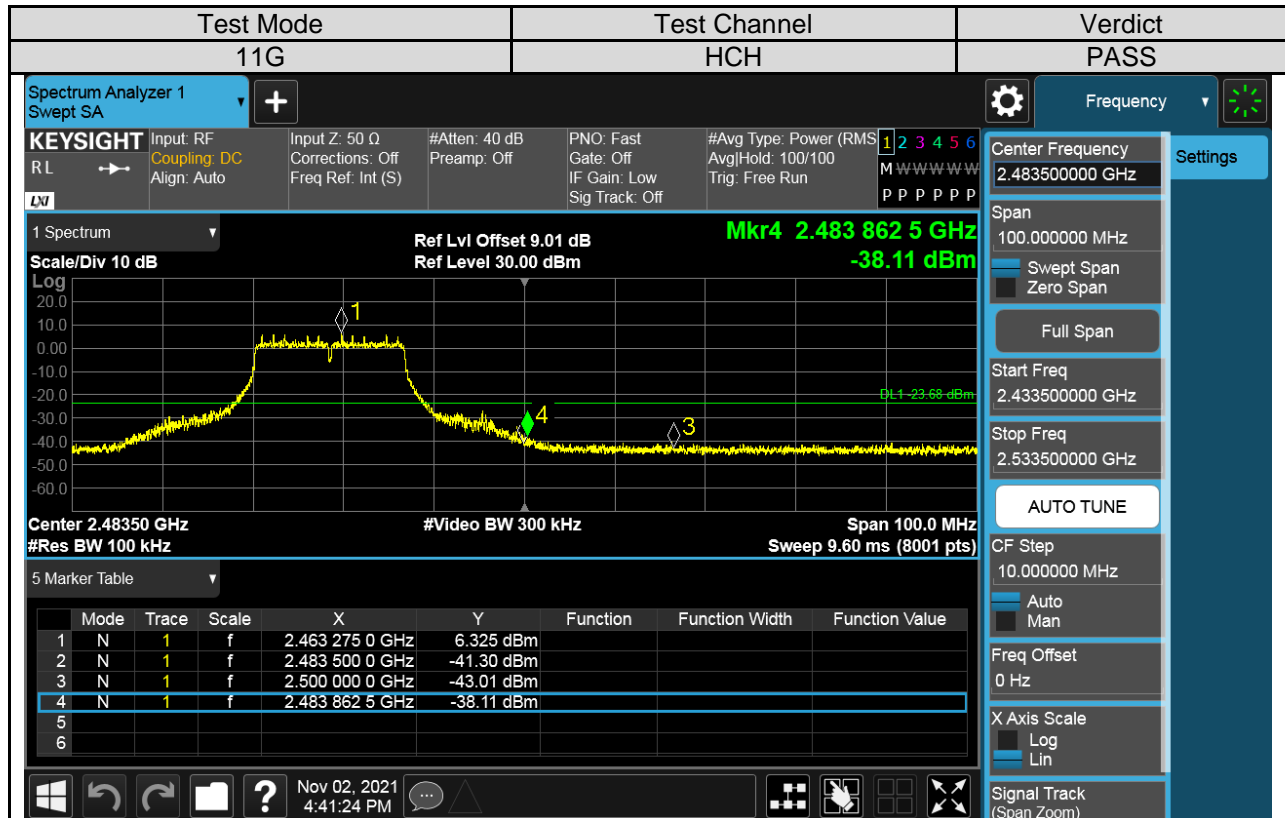 Test Mode Test Channel Verdict
11G HCH PASS
Spectrum Analyzer 1
Swept SA
Frequency
KEYSIGHT Input: RF Input Z: 50 Ω #Atten: 40 dB PNO: Fast #Avg Type: Power (RMS 1 2 3 4 5 6
RL Coupling: DC Corrections: Off Preamp: Off Gate: Off Avg|Hold: 100/100 M W W W W W
Align: Auto Freq Ref: Int (S) IF Gain: Low Trig: Free Run
LXI Sig Track: Off P P P P P P
1 Spectrum
Ref Lvl Offset 9.01 dB Mkr4 2.483 862 5 GHz
Scale/Div 10 dB Ref Level 30.00 dBm -38.11 dBm
Log
20.0
10.0
0.00
-10.0
-20.0
-30.0
-40.0
-50.0
-60.0
1
DL1 -23.68 dBm
4
3
Center 2.48350 GHz #Video BW 300 kHz Span 100.0 MHz
#Res BW 100 kHz Sweep 9.60 ms (8001 pts)
5 Marker Table
Mode Trace Scale X Y Function Function Width Function Value
1 N 1 f 2.463 275 0 GHz 6.325 dBm
2 N 1 f 2.483 500 0 GHz -41.30 dBm
3 N 1 f 2.500 000 0 GHz -43.01 dBm
4 N 1 f 2.483 862 5 GHz -38.11 dBm
5
6
Nov 02, 2021
4:41:24 PM
Center Frequency
2.483500000 GHz
Settings
Span
100.000000 MHz
Swept Span
Zero Span
Full Span
Start Freq
2.433500000 GHz
Stop Freq
2.533500000 GHz
AUTO TUNE
CF Step
10.000000 MHz
Auto
Man
Freq Offset
0 Hz
X Axis Scale
Log
Lin
Signal Track
(Span Zoom)